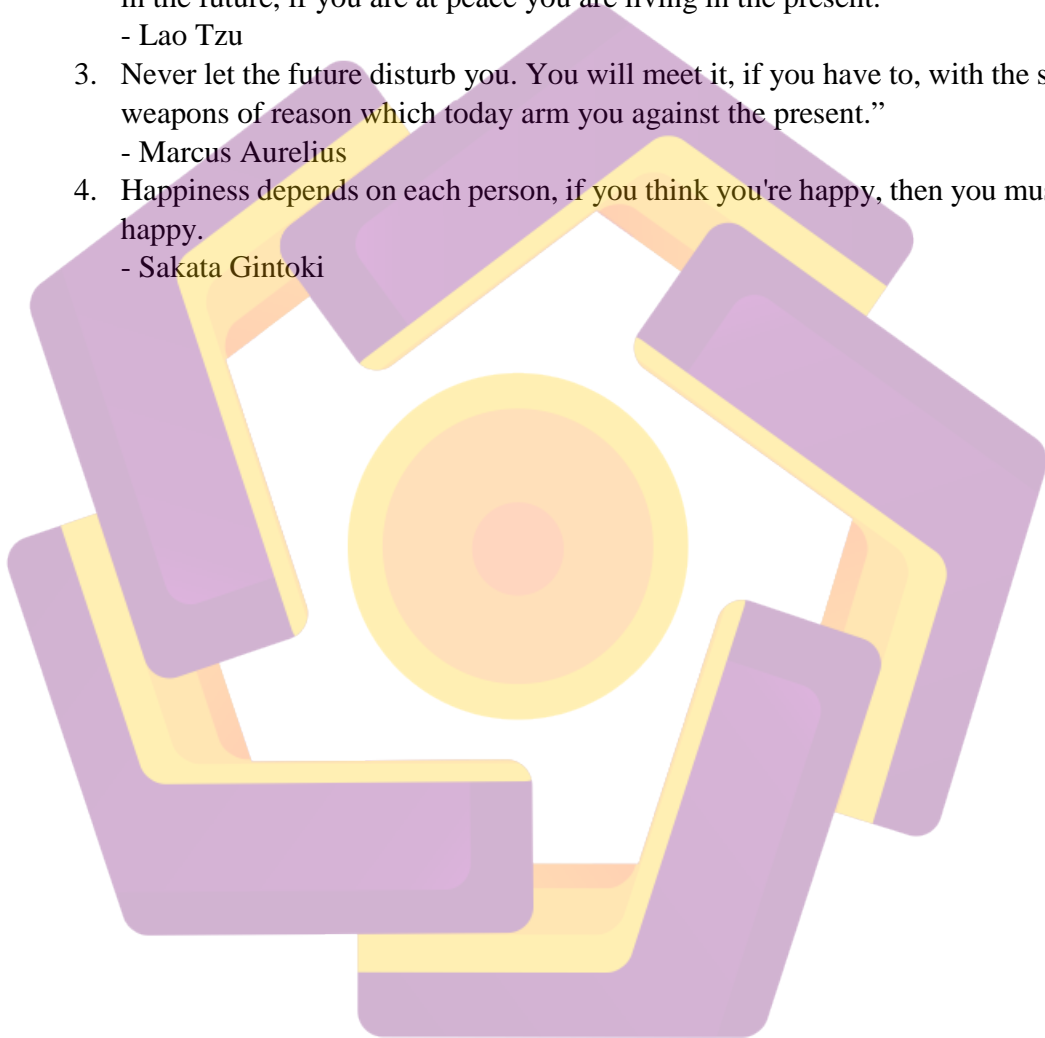 in the future, if you are at peace you are living in the present.
- Lao Tzu
3. Never let the future disturb you. You will meet it, if you have to, with the
weapons of reason which today arm you against the present.”
- Marcus Aurelius
4. Happiness depends on each person, if you think you're happy, then you
happy.
- Sakata Gintoki